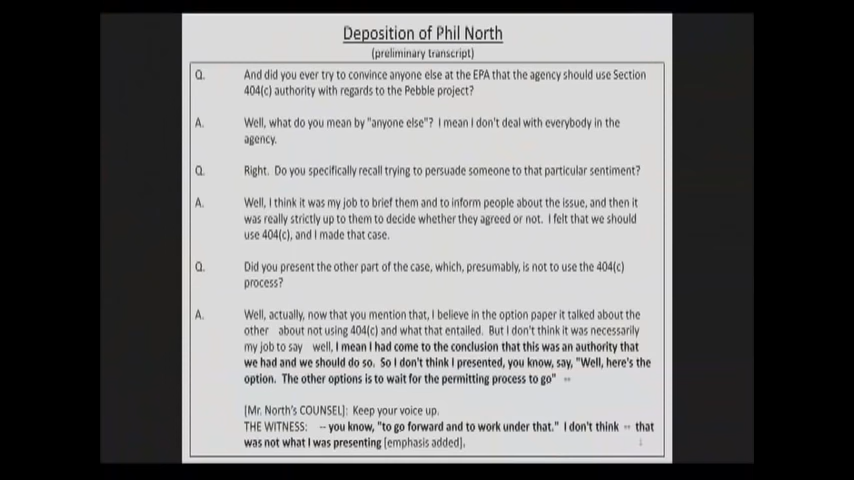 Deposition of Phil North
(preliminary transcript)
Q. And did you ever try to convince anyone else at the EPA that the agency should use Section
404(c) authority with regards to the Pebble project?
A. Well, what do you mean by "anyone else"? I mean I don't deal with everybody in the
agency.
Q. Right. Do you specifically recall trying to persuade someone to that particular sentiment?
A. Well, I think it was my job to brief them and to inform people about the issue, and then it
was really strictly up to them to decide whether they agreed or not. I felt that we should
use 404(c), and I made that case.
Q. Did you present the other part of the case, which, presumably, is not to use the 404(c)
process?
A. Well, actually, now that you mention that, I believe in the option paper it talked about the
other about not using 404(c) and what that entailed. But I don't think it was necessarily
my job to say well, I mean I had come to the conclusion that this was an authority that
we had and we should do so. So I don't think I presented, you know, say, "Well, here's the
option. The other options is to wait for the permitting process to go" --
[Mr. North's COUNSEL]: Keep your voice up.
THE WITNESS: -- you know, "to go forward and to work under that." I don't think -- that
was not what I was presenting [emphasis added].